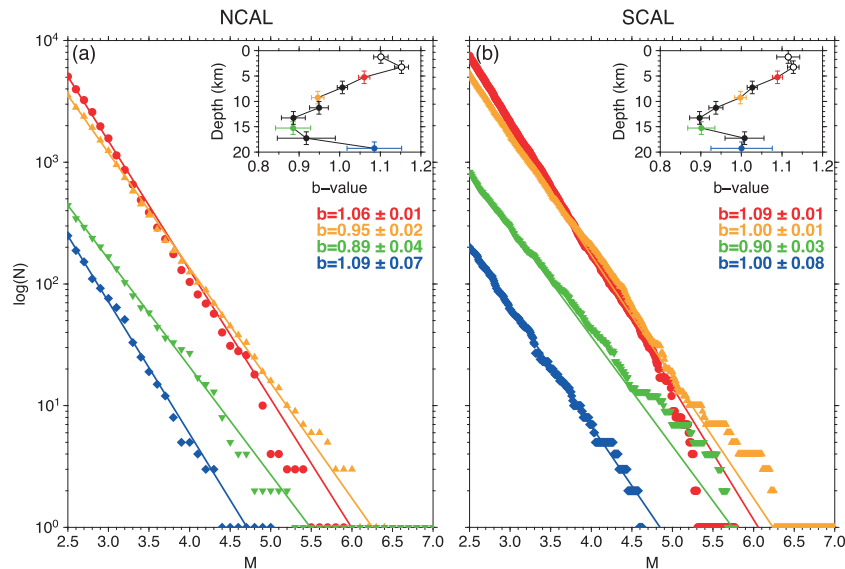 NCAL
SCAL
(a)
(b)
log(N)
10⁴
10³
10²
10¹
10⁰
2.5 3.0 3.5 4.0 4.5 5.0 5.5 6.0 6.5 7.0
M
Depth (km)
0
5
10
15
20
0.8 0.9 1.0 1.1 1.2
b−value
b=1.06 ± 0.01
b=0.95 ± 0.02
b=0.89 ± 0.04
b=1.09 ± 0.07
2.5 3.0 3.5 4.0 4.5 5.0 5.5 6.0 6.5 7.0
M
Depth (km)
0
5
10
15
20
0.8 0.9 1.0 1.1 1.2
b−value
b=1.09 ± 0.01
b=1.00 ± 0.01
b=0.90 ± 0.03
b=1.00 ± 0.08